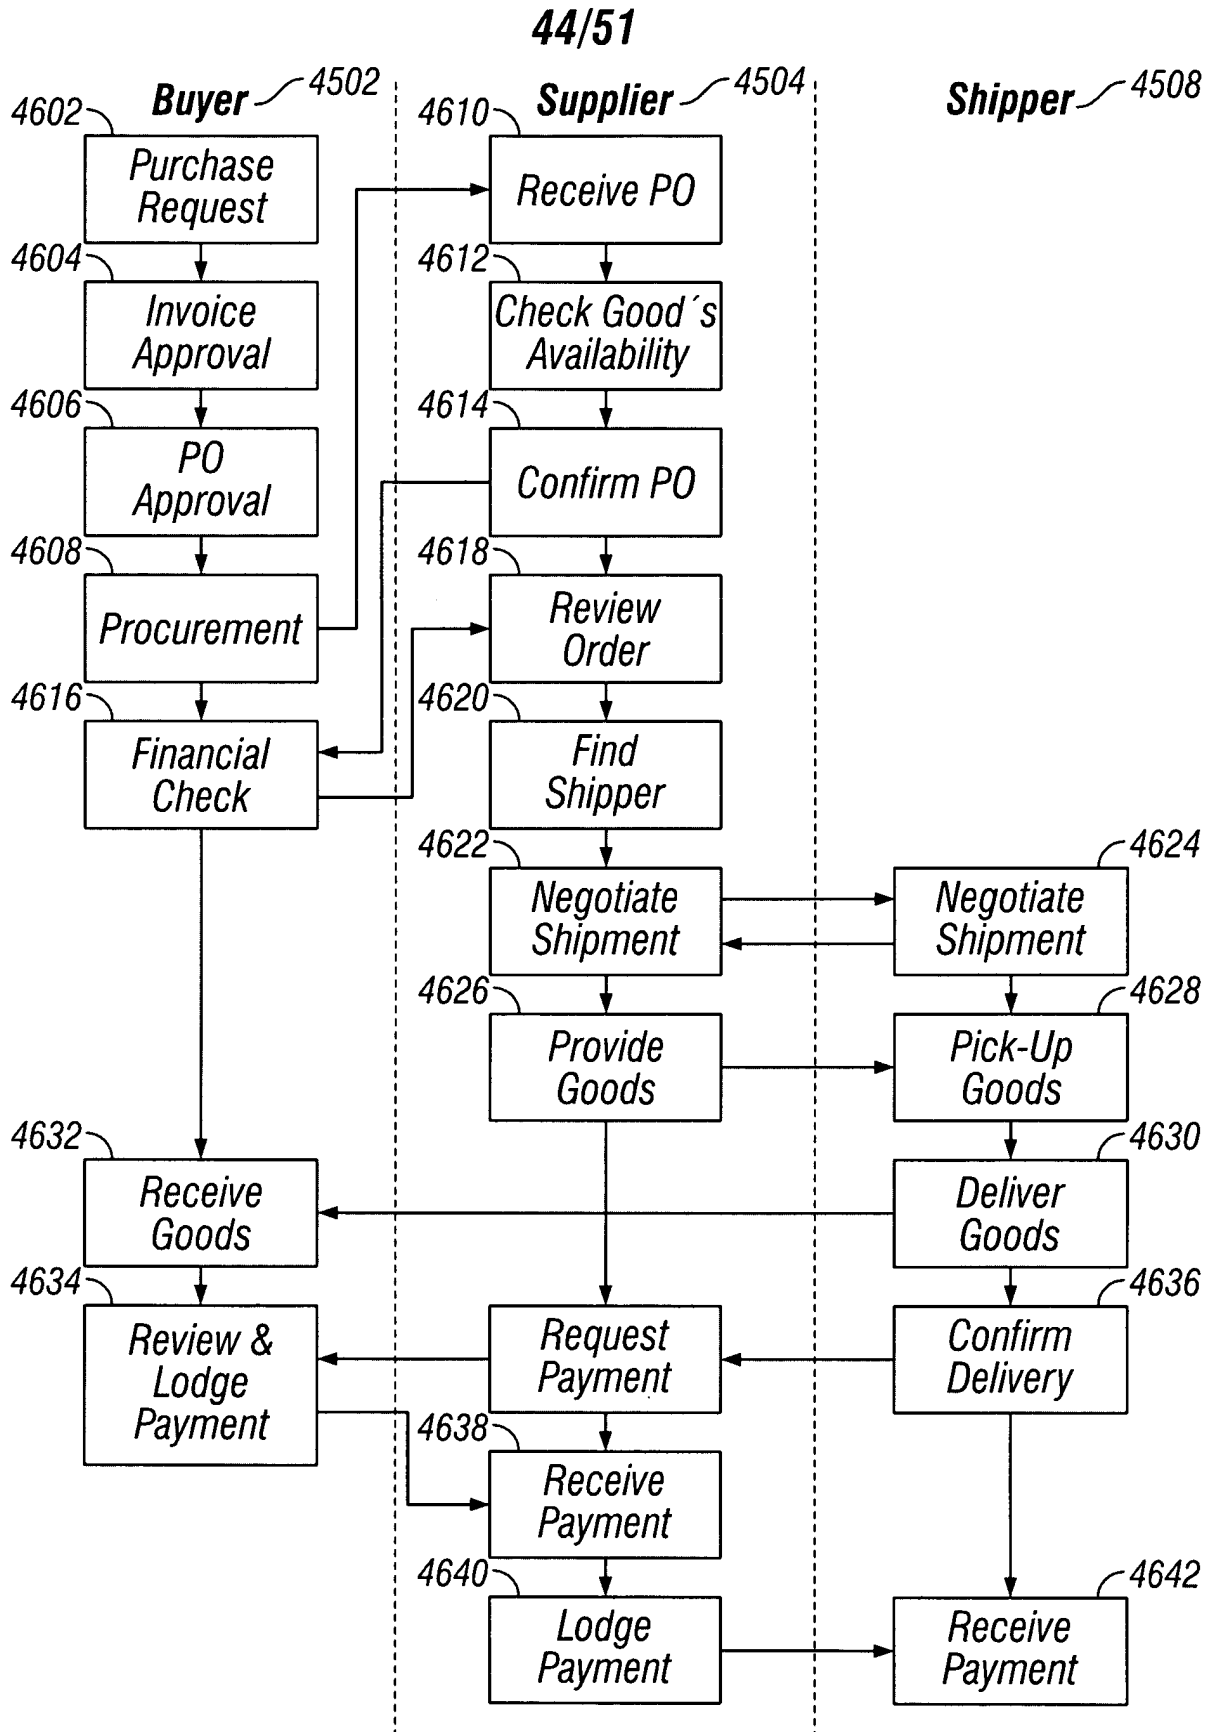 44/51
Buyer 4502
Supplier 4504
Shipper 4508
4602
Purchase
Request
4604
Invoice
Approval
4606
PO
Approval
4608
Procurement
4616
Financial
Check
4632
Receive
Goods
4634
Review &
Lodge
Payment
4610
Receive PO
4612
Check Good´s
Availability
4614
Confirm PO
4618
Review
Order
4620
Find
Shipper
4622
Negotiate
Shipment
4626
Provide
Goods
Request
Payment
4638
Receive
Payment
4640
Lodge
Payment
4624
Negotiate
Shipment
4628
Pick-Up
Goods
4630
Deliver
Goods
4636
Confirm
Delivery
4642
Receive
Payment